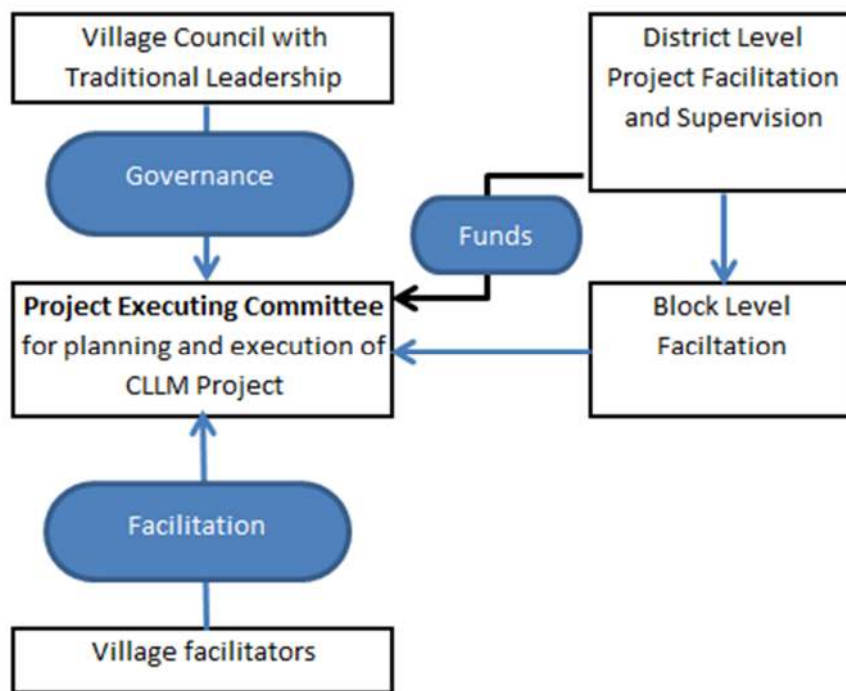 Village Council with
Traditional Leadership
District Level
Project Facilitation
and Supervision
Governance
Funds
Project Executing Committee
for planning and execution of
CLLM Project
Block Level
Faciltation
Facilitation
Village facilitators